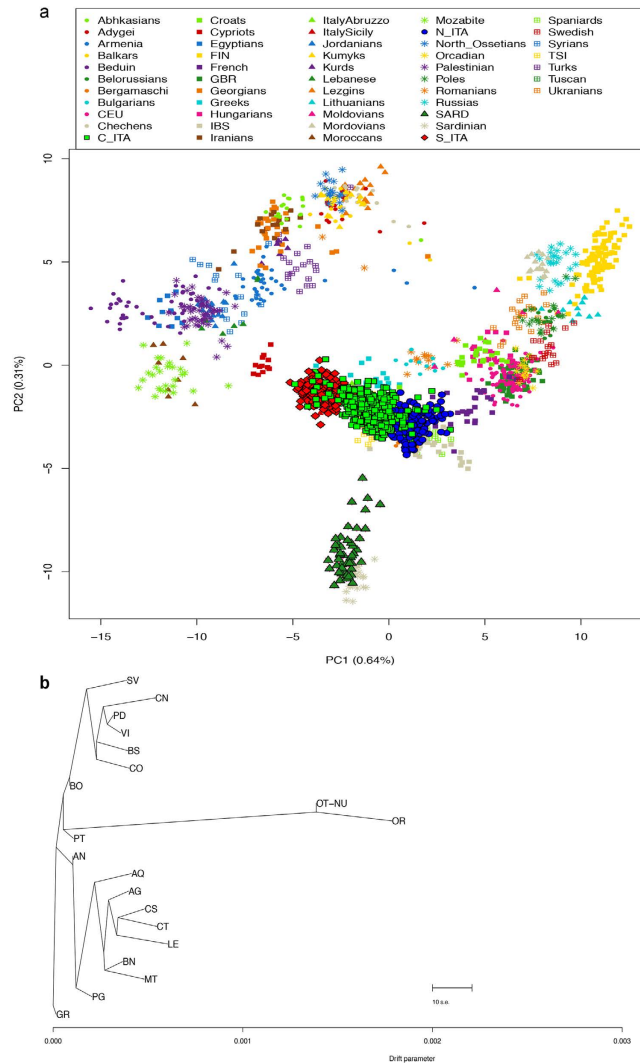 a
Abhkasians Croats ItalyAbruzzo Mozabite Spaniards
Adygei Cypriots ItalySicily N_ITA Swedish
Armenia Egyptians Jordanians North_Ossetians Syrians
Balkars FIN Kumyks Orcadian TSI
Beduin French Kurds Palestinian Turks
Belorussians GBR Lebanese Poles Tuscan
Bergamaschi Georgians Lezgins Romanians Ukranians
Bulgarians Greeks Lithuanians Russias
CEU Hungarians Moldovians SARD
Chechens IBS Mordovians Sardinian
C_ITA Iranians Moroccans S_ITA
10
5
0
−5
−10
PC2 (0.31%)
−15 −10 −5 0 5 10
PC1 (0.64%)
b
SV
CN
PD
VI
BS
CO
BO
OT−NU
OR
PT
AN
AQ
AG
CS
CT
LE
BN
MT
PG
10 s.e.
GR
0.000 0.001 0.002 0.003
Drift parameter